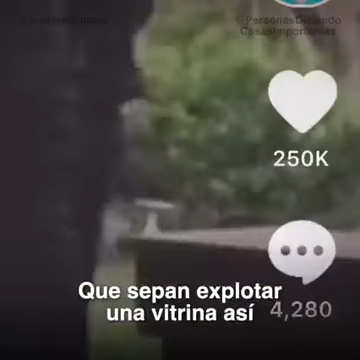 @PersonasDiciendo
CosasImportantes
250K
Que sepan explotar
una vitrina así
4,280